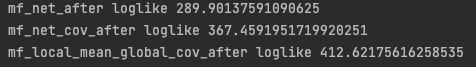 mf_net_after loglike 289.90137591090625
mf_net_cov_after loglike 367.4591951719920251
mf_local_mean_global_cov_after loglike 412.62175616258535